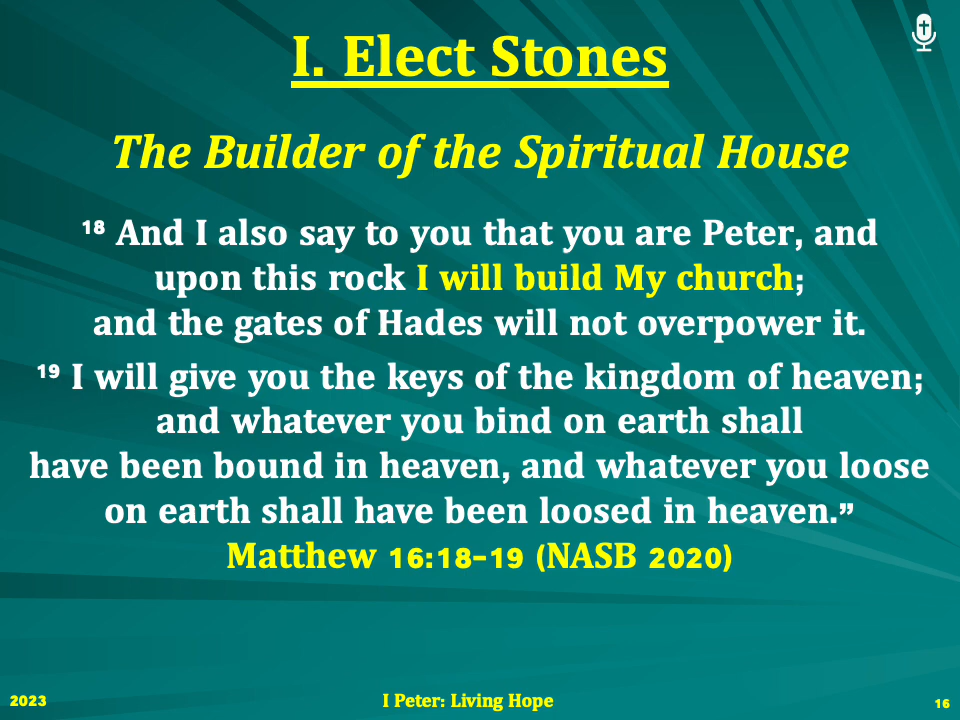 I. Elect Stones
The Builder of the Spiritual House
18 And I also say to you that you are Peter, and
upon this rock I will build My church;
and the gates of Hades will not overpower it.
19 I will give you the keys of the kingdom of heaven;
and whatever you bind on earth shall
have been bound in heaven, and whatever you loose
on earth shall have been loosed in heaven.”
Matthew 16:18–19 (NASB 2020)
2023
I Peter: Living Hope
16